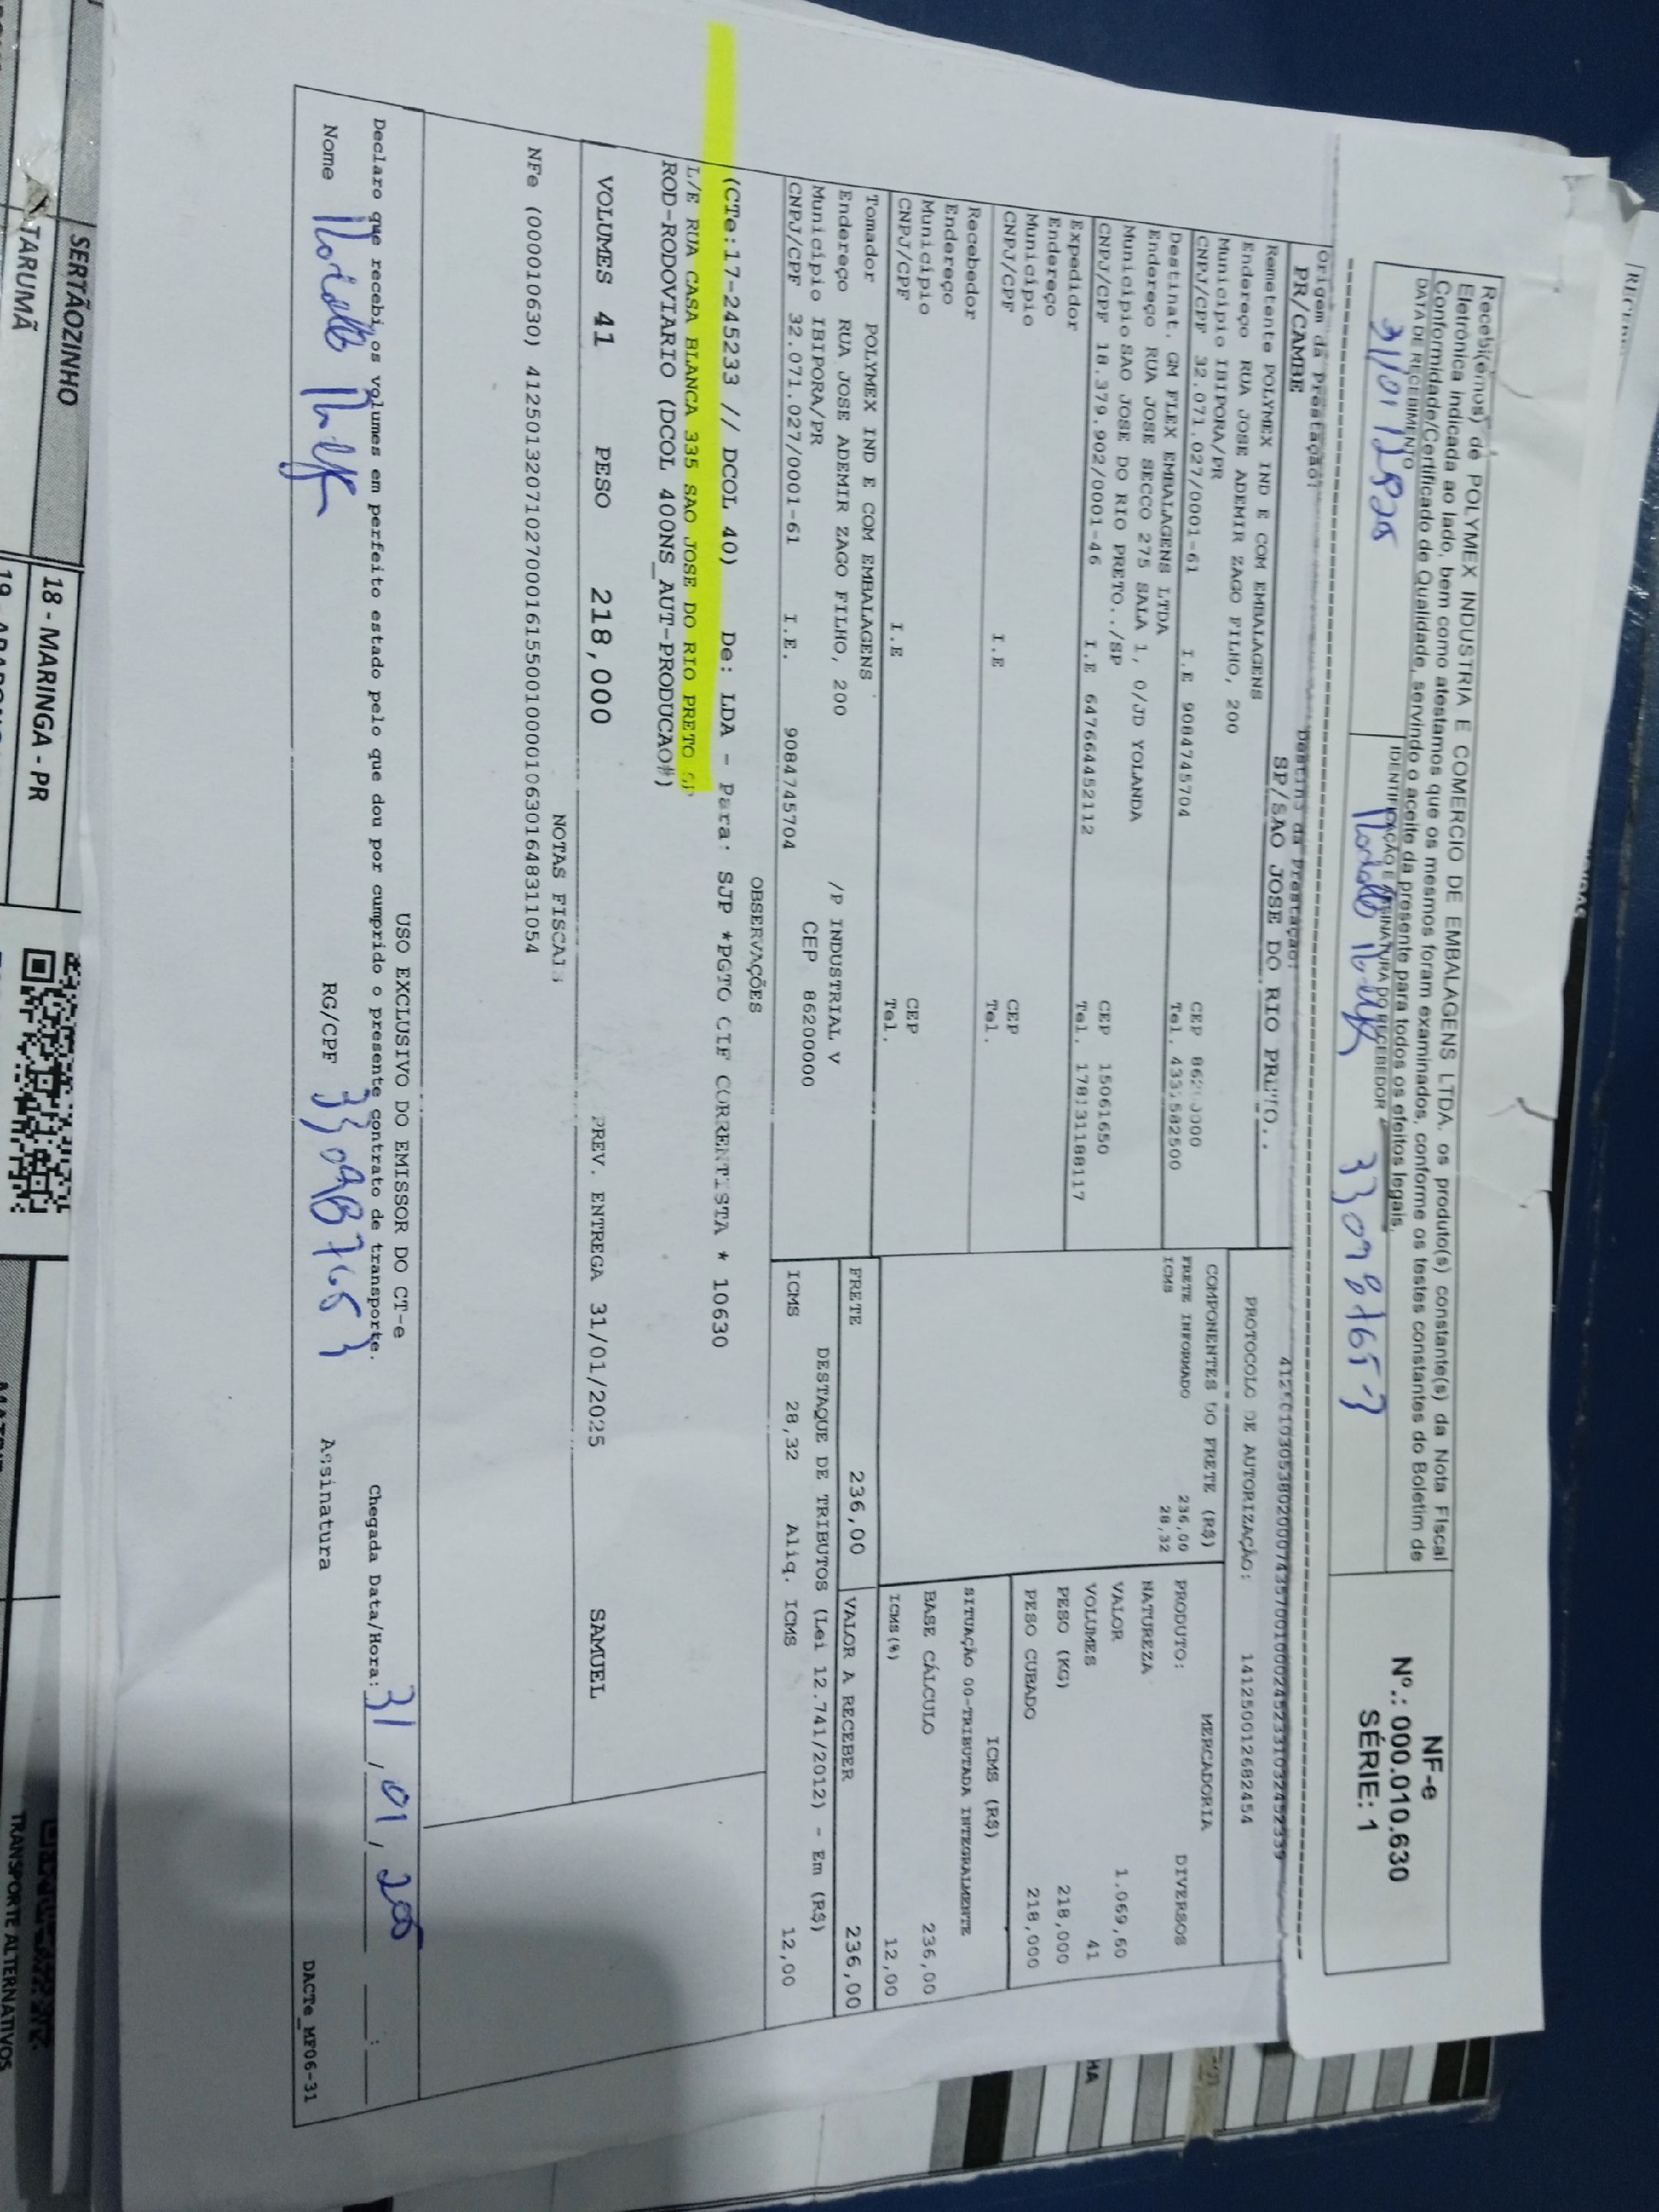 Recebi(emos) de POLYMEX INDUSTRIA E COMERCIO DE EMBALAGENS LTDA, os produto(s) constante(s) da Nota Fiscal
Eletrônica indicada ao lado, bem como atestamos que os mesmos foram examinados, conforme os testes constantes do Boletim de
Conformidade/Certificado de Qualidade, servindo o aceite da presente para todos os efeitos legais.
DATA DE RECEBIMENTO
IDENTIFICAÇÃO E ASSINATURA DO RECEBEDOR
31/01/2025
NF-e
Nº.: 000.010.630
SÉRIE: 1
Origem da Prestação:
PR/CAMBE
Destino da Prestação:
SP/SAO JOSE DO RIO PRETO..
PROTOCOLO DE AUTORIZAÇÃO: 141250012682454
Remetente POLYMEX IND E COM EMBALAGENS
Endereço RUA JOSE ADEMIR ZAGO FILHO, 200
Município IBIPORA/PR
CNPJ/CPF 32.071.027/0001-61 I.E 9084745704
CEP
Tel.
Destinat. GM FLEX EMBALAGENS LTDA
Endereço RUA JOSE SECCO 275 SALA 1, 0/JD YOLANDA
Município SAO JOSE DO RIO PRETO../SP
CEP 15061650
CNPJ/CPF 18.379.902/0001-46 I.E 647664452112
Tel. 178131188117
Expedidor
Endereço
Município
CEP
CNPJ/CPF I.E
Tel.
Recebedor
Endereço
Município
CEP
CNPJ/CPF I.E
Tel.
COMPONENTES DO FRETE (R$)
FRETE INFORMADO 236,00
ICMS 28,32
MERCADORIA
PRODUTO: DIVERSOS
NATUREZA
VALOR 1.069,60
VOLUMES 41
PESO (KG) 218,000
PESO CUBADO 218,000
ICMS (R$)
SITUAÇÃO 00-TRIBUTADA INTEGRALMENTE
BASE CÁLCULO 236,00
ICMS(%) 12,00
Tomador POLYMEX IND E COM EMBALAGENS
Endereço RUA JOSE ADEMIR ZAGO FILHO, 200 /P INDUSTRIAL V
Município IBIPORA/PR CEP 86200000
CNPJ/CPF 32.071.027/0001-61 I.E. 9084745704
FRETE 236,00 VALOR A RECEBER 236,00
DESTAQUE DE TRIBUTOS (Lei 12.741/2012) - Em (R$)
ICMS 28,32 Aliq. ICMS 12,00
OBSERVAÇÕES
(CTe:17-245233 // DCOL 40) De: LDA - Para: SJP *PGTO CIF CORRENTISTA * 10630
L/E RUA CASA BLANCA 335 SAO JOSE DO RIO PRETO SP
ROD-RODOVIARIO (DCOL 400NS_AUT-PRODUCAO#)
VOLUMES 41 PESO 218,000 PREV. ENTREGA 31/01/2025 SAMUEL
NOTAS FISCAIS
NFe (000010630) 41250132071027000161550010000106301648311054
USO EXCLUSIVO DO EMISSOR DO CT-e
Declaro que recebi os volumes em perfeito estado pelo que dou por cumprido o presente contrato de transporte.
Chegada Data/Hora: 31/01/
Nome
RG/CPF
Assinatura
DACTe_MF06-31
SERTÃOZINHO
TARUMÃ
18 - MARINGA - PR
TRANSPORTE ALTERNATIVOS